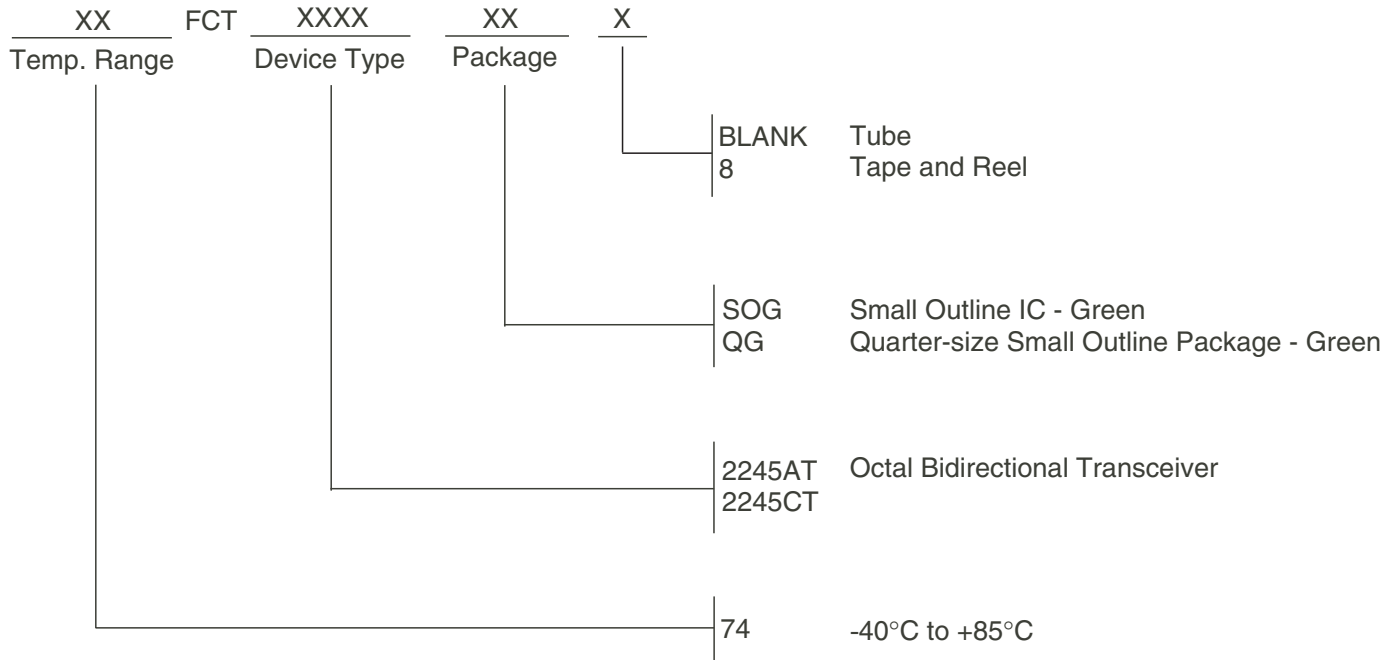 XX FCT XXXX XX X
Temp. Range Device Type Package
BLANK Tube
8 Tape and Reel
SOG Small Outline IC - Green
QG Quarter-size Small Outline Package - Green
2245AT Octal Bidirectional Transceiver
2245CT
74 -40°C to +85°C